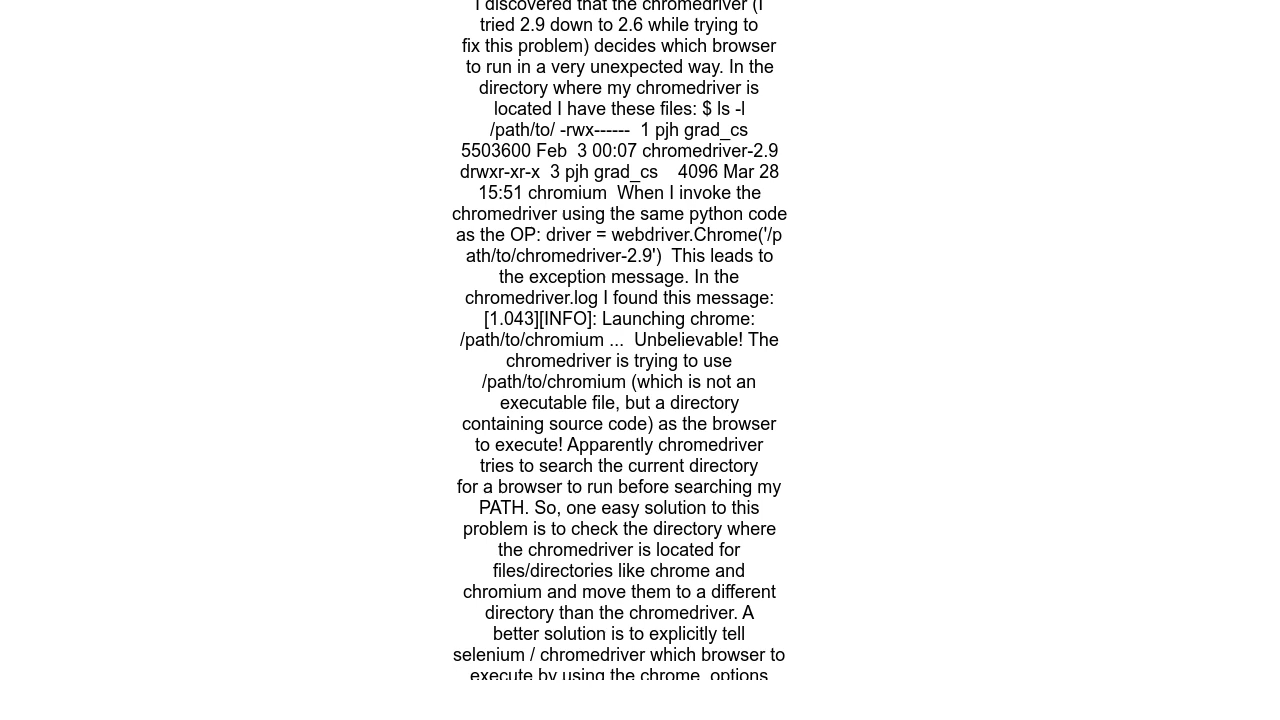 I discovered that the chromedriver (I
tried 2.9 down to 2.6 while trying to
fix this problem) decides which browser
to run in a very unexpected way. In the
directory where my chromedriver is
located I have these files: $ ls -l
/path/to/ -rwx------  1 pjh grad_cs
5503600 Feb  3 00:07 chromedriver-2.9
drwxr-xr-x  3 pjh grad_cs    4096 Mar 28
15:51 chromium  When I invoke the
chromedriver using the same python code
as the OP: driver = webdriver.Chrome('/p
ath/to/chromedriver-2.9')  This leads to
the exception message. In the
chromedriver.log I found this message:
[1.043][INFO]: Launching chrome:
/path/to/chromium ...  Unbelievable! The
chromedriver is trying to use
/path/to/chromium (which is not an
executable file, but a directory
containing source code) as the browser
to execute! Apparently chromedriver
tries to search the current directory
for a browser to run before searching my
PATH. So, one easy solution to this
problem is to check the directory where
the chromedriver is located for
files/directories like chrome and
chromium and move them to a different
directory than the chromedriver. A
better solution is to explicitly tell
selenium / chromedriver which browser to
execute by using the chrome_options